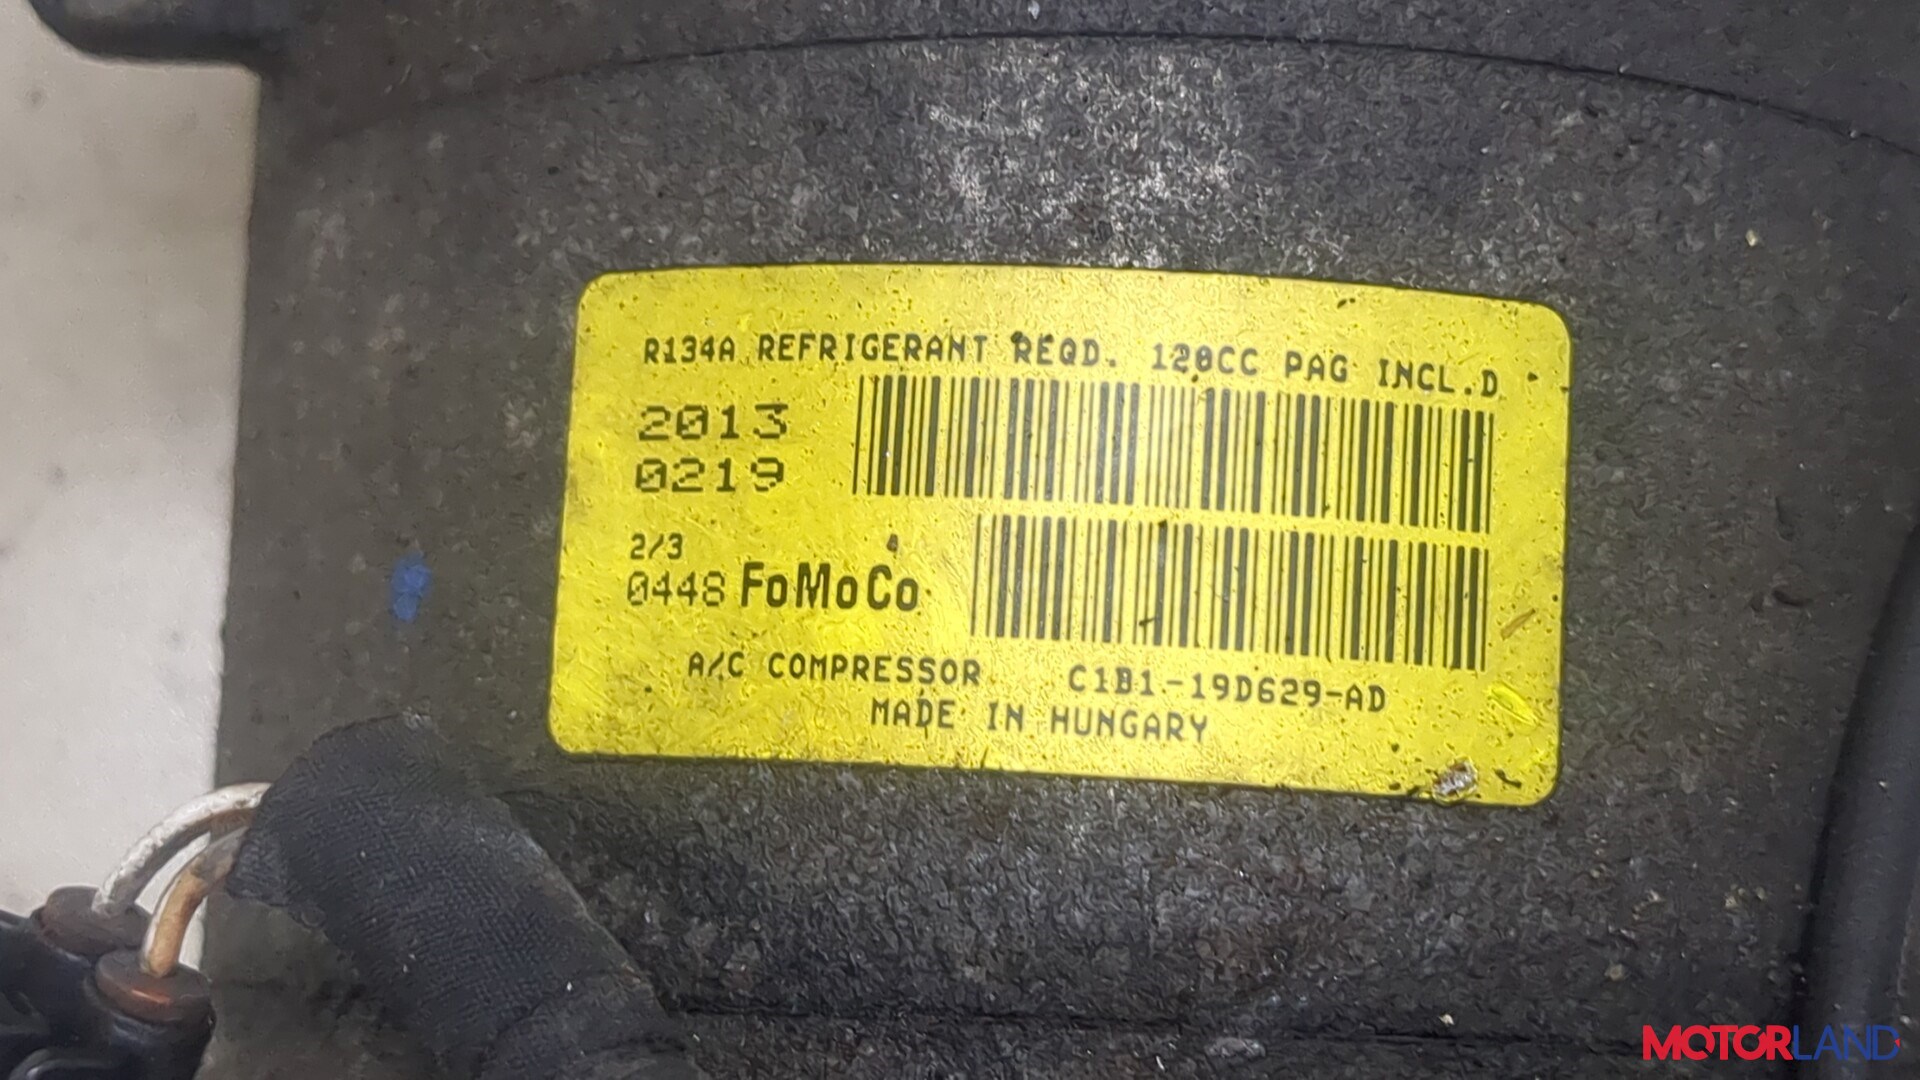 R134A REFRIGERANT REQD. 120CC PAG INCL.D
2013
0219
2/3
0448 FoMoCo
A/C COMPRESSOR C1B1-19D629-AD
MADE IN HUNGARY
MOTORLAND